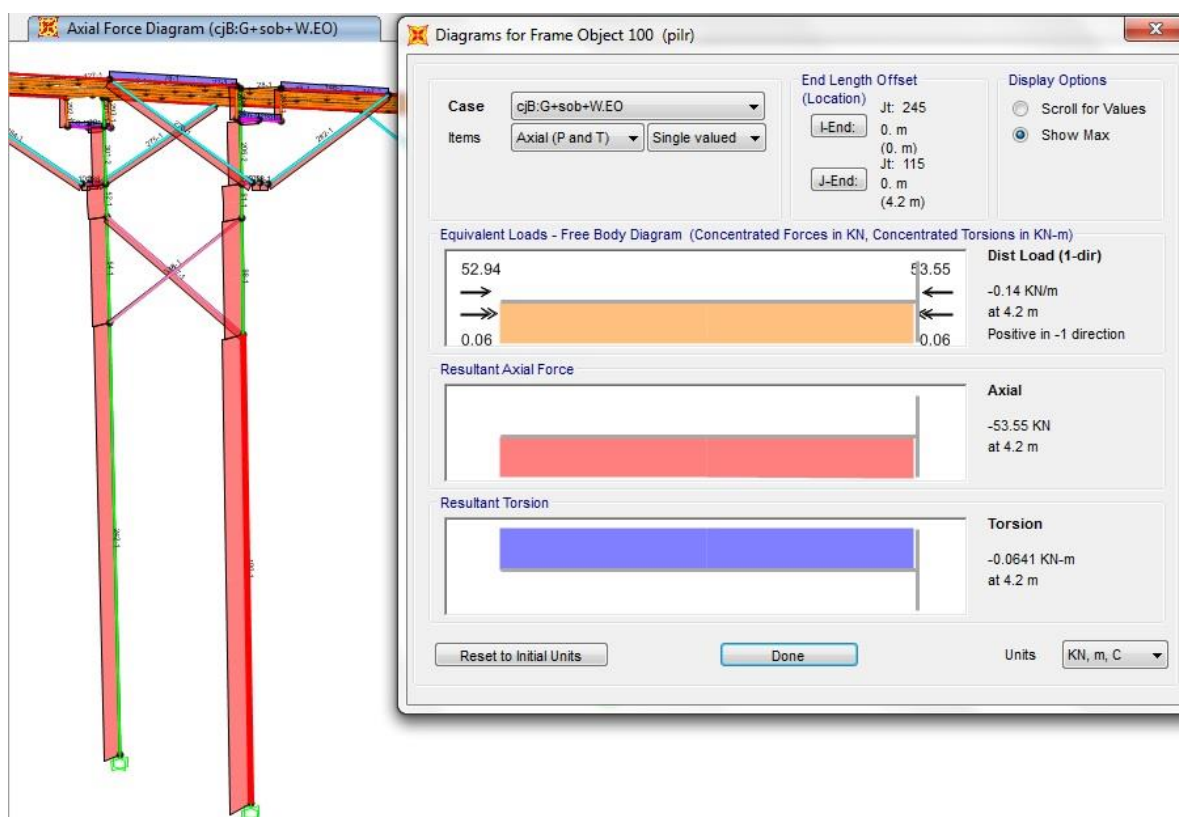 Axial Force Diagram (cjB:G+sob+W.EO)
Diagrams for Frame Object 100 (pilr)
Case
cjB:G+sob+W.EO
Items
Axial (P and T)
Single valued
End Length Offset
(Location)
Jt: 245
I-End:
0. m
(0. m)
Jt: 115
J-End:
0. m
(4.2 m)
Display Options
Scroll for Values
Show Max
Equivalent Loads - Free Body Diagram (Concentrated Forces in KN, Concentrated Torsions in KN-m)
52.94
53.55
0.06
0.06
Dist Load (1-dir)
-0.14 KN/m
at 4.2 m
Positive in -1 direction
Resultant Axial Force
Axial
-53.55 KN
at 4.2 m
Resultant Torsion
Torsion
-0.0641 KN-m
at 4.2 m
Reset to Initial Units
Done
Units
KN, m, C